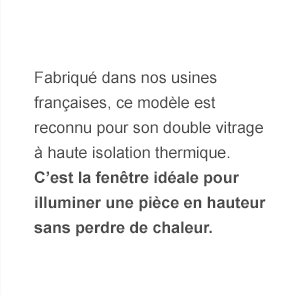 Fabriqué dans nos usines
françaises, ce modèle est
reconnu pour son double vitrage
à haute isolation thermique.
C’est la fenêtre idéale pour
illuminer une pièce en hauteur
sans perdre de chaleur.